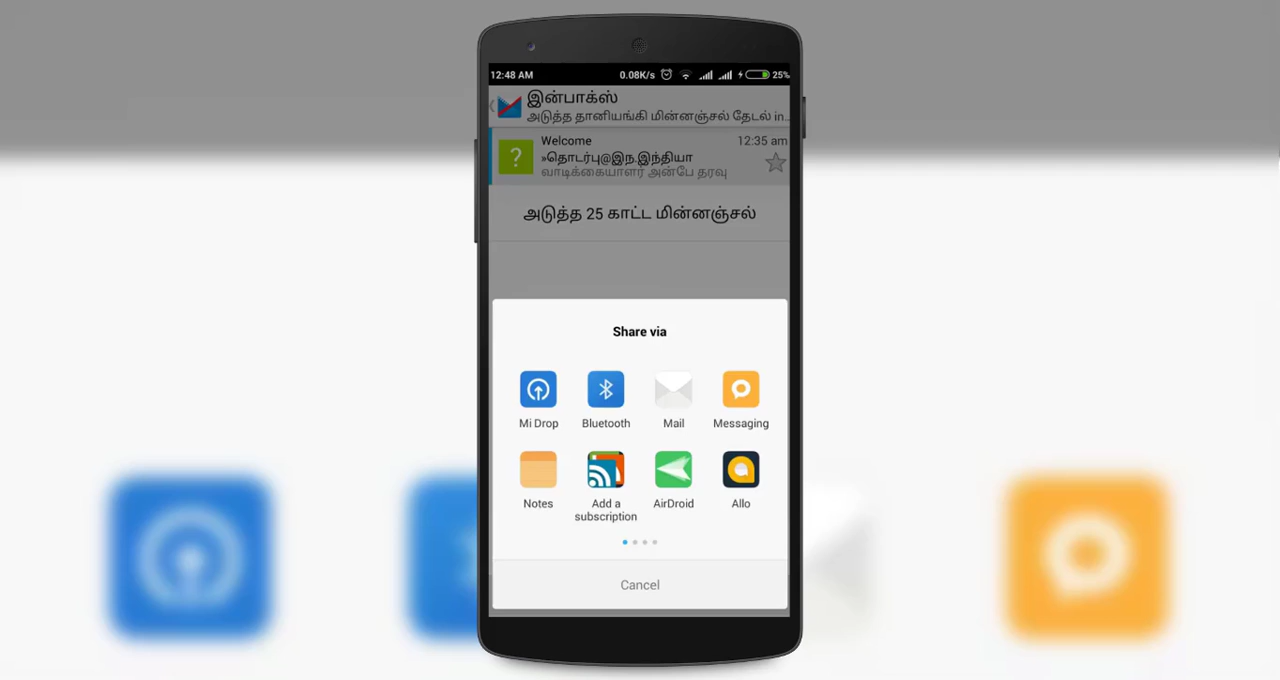 12:48 AM 0.08K/s 25%
இன்பாக்ஸ்
அடுத்த தானியங்கி மின்னஞ்சல் தேடல் in..
Welcome 12:35 am
?
»தொடர்பு@இந.இந்தியா
வாடிக்கையாளர் அன்பே தரவு
அடுத்த 25 காட்ட மின்னஞ்சல்
Share via
Mi Drop Bluetooth Mail Messaging
Notes Add a subscription AirDroid Allo
Cancel